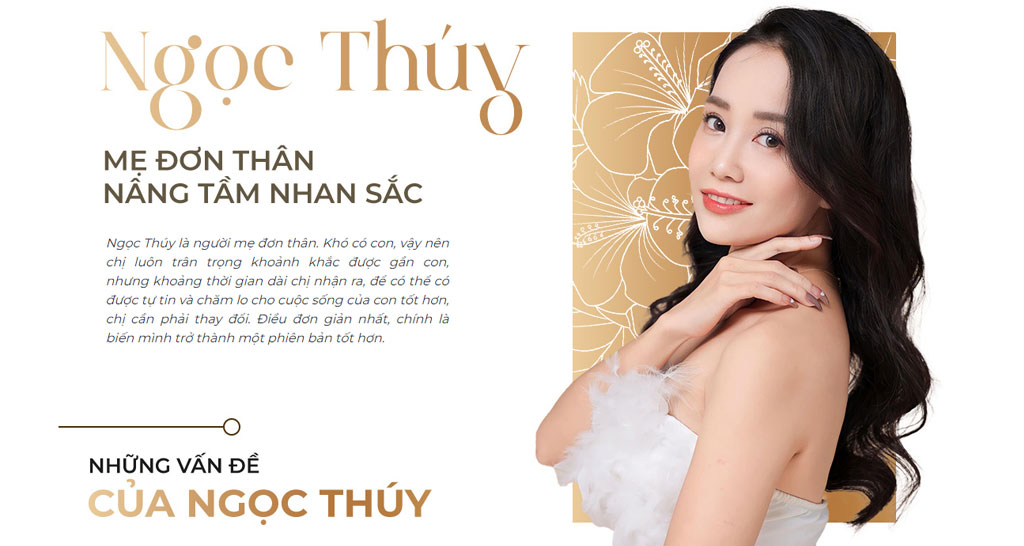 Ngọc Thúy
MẸ ĐƠN THÂN
NÂNG TẦM NHAN SẮC
Ngọc Thúy là người mẹ đơn thân. Khó có con, vậy nên
chị luôn trân trọng khoảnh khắc được gần con,
nhưng khoảng thời gian dài chị nhận ra, để có thể có
được tự tin và chăm lo cho cuộc sống của con tốt hơn,
chị cần phải thay đổi. Điều đơn giản nhất, chính là
biến mình trở thành một phiên bản tốt hơn.
NHỮNG VẤN ĐỀ
CỦA NGỌC THÚY